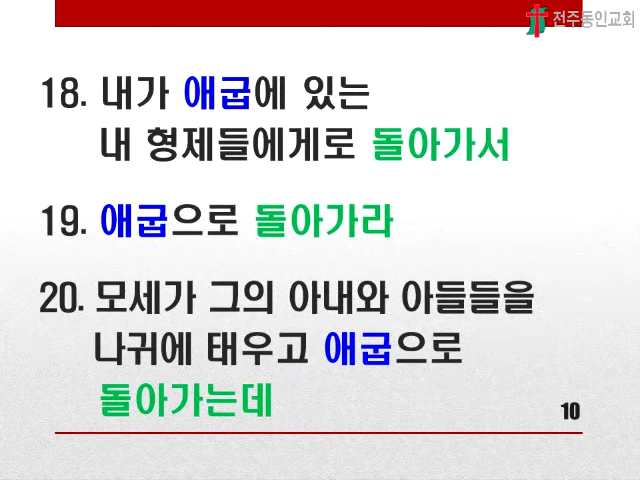 전주동인교회
18. 내가 애굽에 있는
내 형제들에게로 돌아가서
19. 애굽으로 돌아가라
20. 모세가 그의 아내와 아들들을
나귀에 태우고 애굽으로
돌아가는데
10